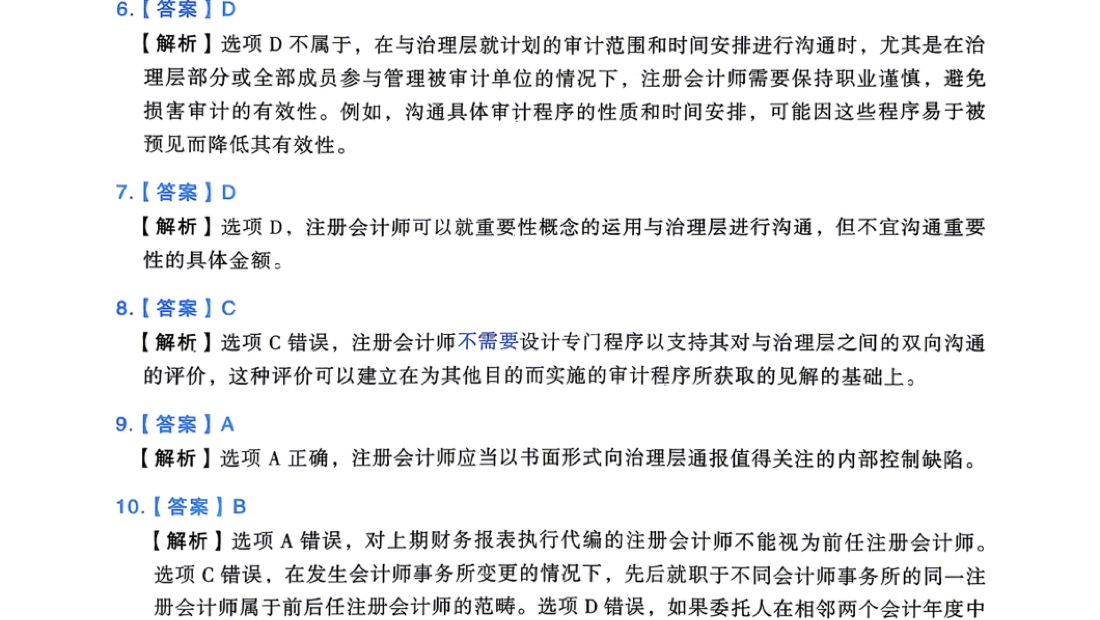 6.【答案】D
【解析】选项 D 不属于，在与治理层就计划的审计范围和时间安排进行沟通时，尤其是在治
理层部分或全部成员参与管理被审计单位的情况下，注册会计师需要保持职业谨慎，避免
损害审计的有效性。例如，沟通具体审计程序的性质和时间安排，可能因这些程序易于被
预见而降低其有效性。
7.【答案】D
【解析】选项 D，注册会计师可以就重要性概念的运用与治理层进行沟通，但不宜沟通重要
性的具体金额。
8.【答案】C
【解析】选项 C 错误，注册会计师不需要设计专门程序以支持其对与治理层之间的双向沟通
的评价，这种评价可以建立在为其他目的而实施的审计程序所获取的见解的基础上。
9.【答案】A
【解析】选项 A 正确，注册会计师应当以书面形式向治理层通报值得关注的内部控制缺陷。
10.【答案】B
【解析】选项 A 错误，对上期财务报表执行代编的注册会计师不能视为前任注册会计师。
选项 C 错误，在发生会计师事务所变更的情况下，先后就职于不同会计师事务所的同一注
册会计师属于前后任注册会计师的范畴。选项 D 错误，如果委托人在相邻两个会计年度中